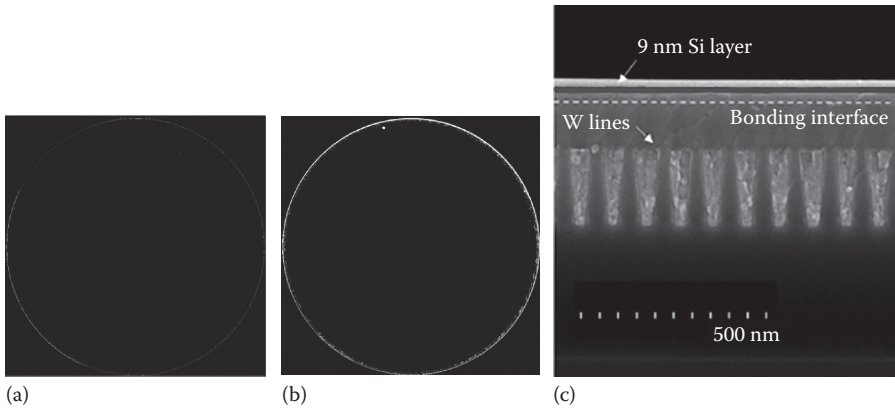 9 nm Si layer
Bonding interface
W lines
500 nm
(a)
(b)
(c)